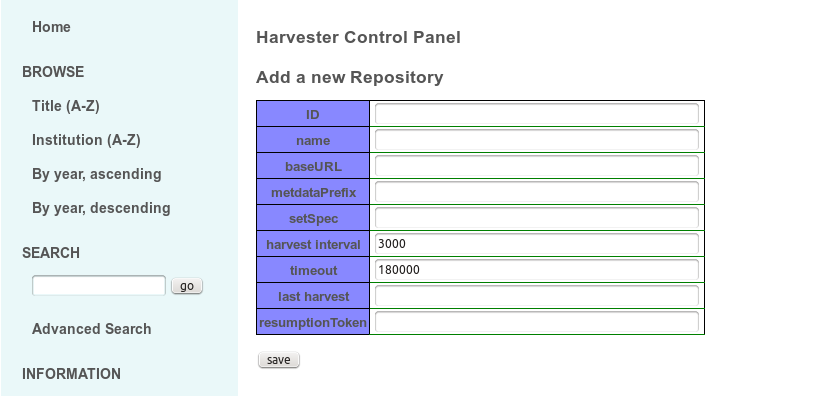 Home
BROWSE
Title (A-Z)
Institution (A-Z)
By year, ascending
By year, descending
SEARCH
go
Advanced Search
INFORMATION
Harvester Control Panel
Add a new Repository
ID
name
baseURL
metdataPrefix
setSpec
harvest interval 3000
timeout 180000
last harvest
resumptionToken
save